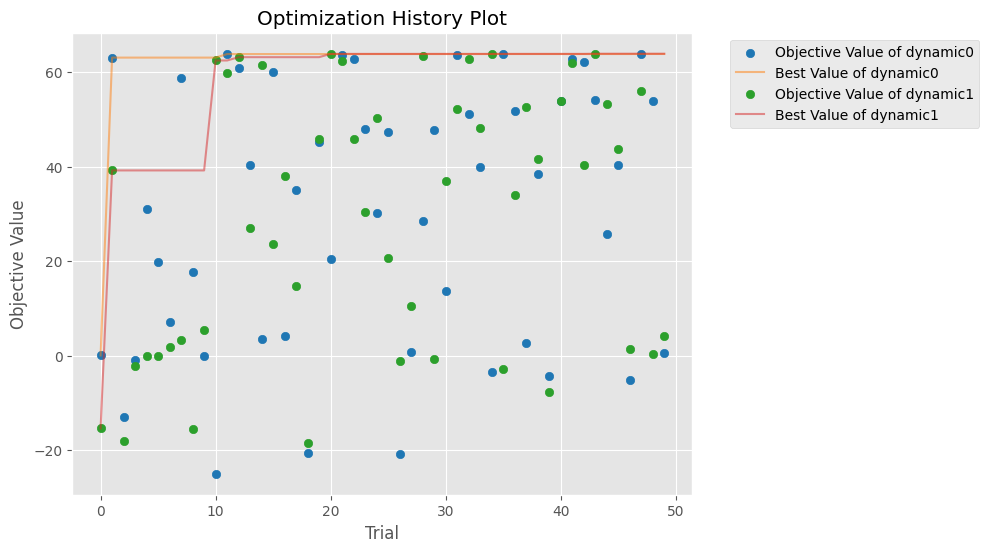 Optimization History Plot
Objective Value
60
40
20
0
−20
0 10 20 30 40 50
Trial
Objective Value of dynamic0
Best Value of dynamic0
Objective Value of dynamic1
Best Value of dynamic1